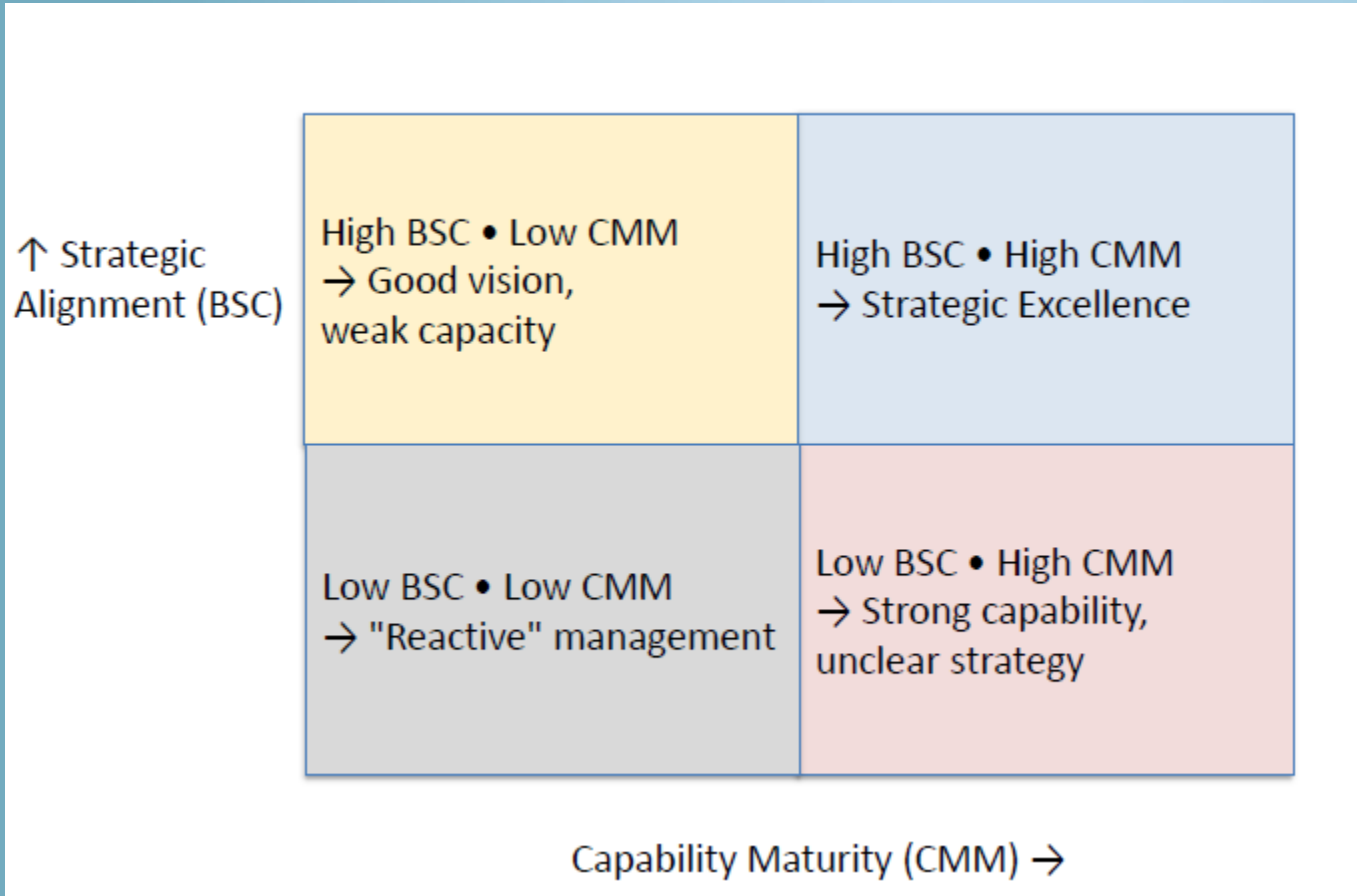 ↑ Strategic
Alignment (BSC)
High BSC • Low CMM
→ Good vision,
weak capacity
High BSC • High CMM
→ Strategic Excellence
Low BSC • Low CMM
→ "Reactive" management
Low BSC • High CMM
→ Strong capability,
unclear strategy
Capability Maturity (CMM) →